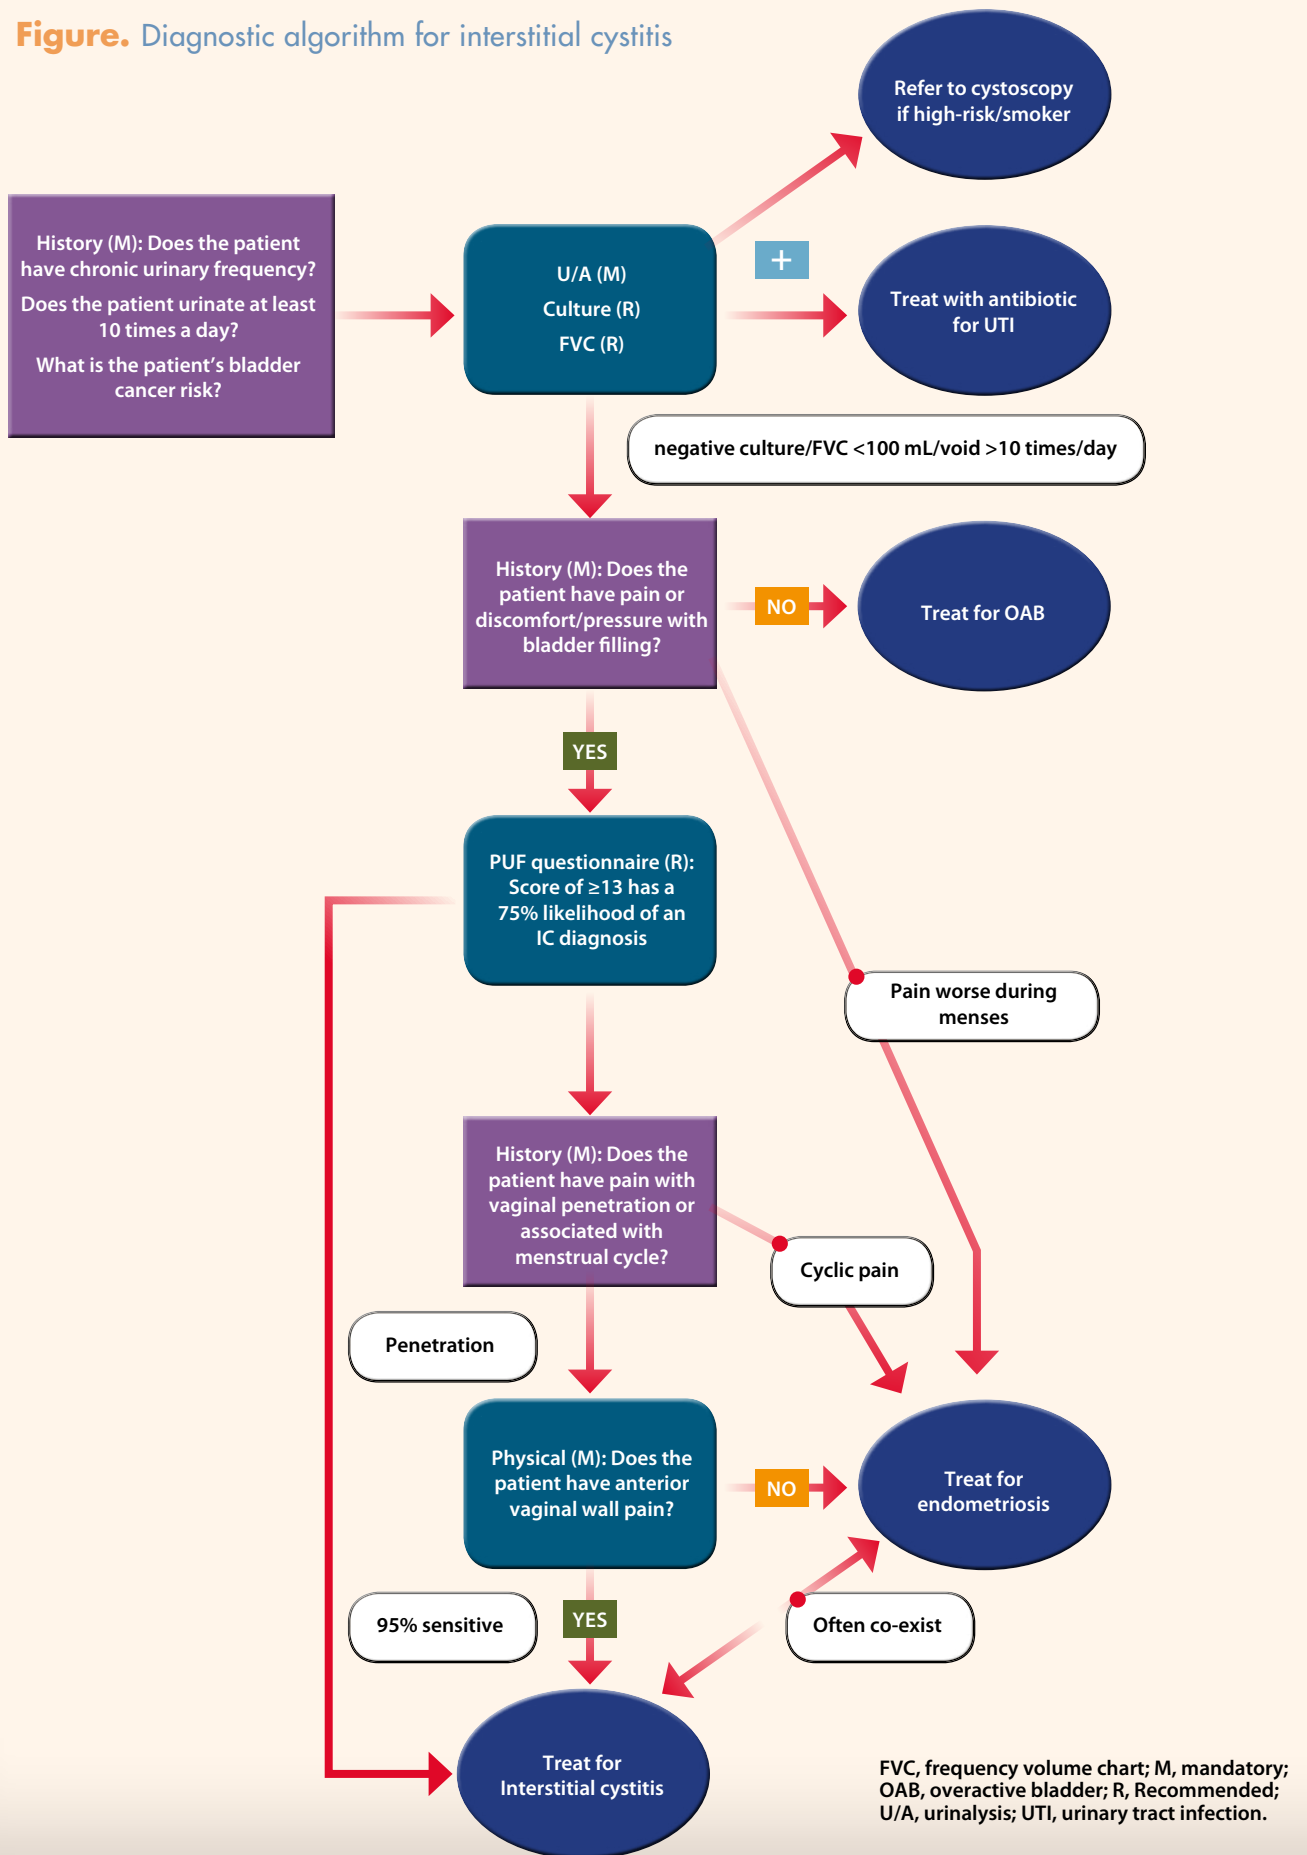 Figure. Diagnostic algorithm for interstitial cystitis
Refer to cystoscopy
if high-risk/smoker
History (M): Does the patient
have chronic urinary frequency?
Does the patient urinate at least
10 times a day?
What is the patient's bladder
cancer risk?
U/A (M)
Culture (R)
FVC (R)
+
Treat with antibiotic
for UTI
negative culture/FVC <100 mL/void >10 times/day
History (M): Does the
patient have pain or
discomfort/pressure with
bladder filling?
NO
Treat for OAB
YES
PUF questionnaire (R):
Score of ≥13 has a
75% likelihood of an
IC diagnosis
Pain worse during
menses
History (M): Does the
patient have pain with
vaginal penetration or
associated with
menstrual cycle?
Cyclic pain
Penetration
Physical (M): Does the
patient have anterior
vaginal wall pain?
NO
Treat for
endometriosis
95% sensitive
YES
Often co-exist
Treat for
Interstitial cystitis
FVC, frequency volume chart; M, mandatory;
OAB, overactive bladder; R, Recommended;
U/A, urinalysis; UTI, urinary tract infection.